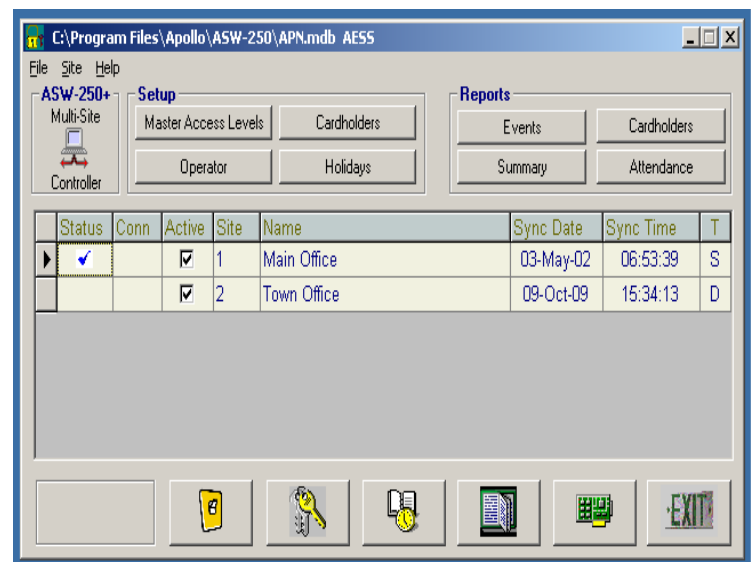 C:\Program Files\Apollo\ASW-250\APN.mdb AESS
File Site Help
ASW-250+
Multi-Site
Controller
Setup
Master Access Levels Cardholders
Operator Holidays
Reports
Events Cardholders
Summary Attendance
Status Conn Active Site Name Sync Date Sync Time T
1 Main Office 03-May-02 06:53:39 S
2 Town Office 09-Oct-09 15:34:13 D
EXIT